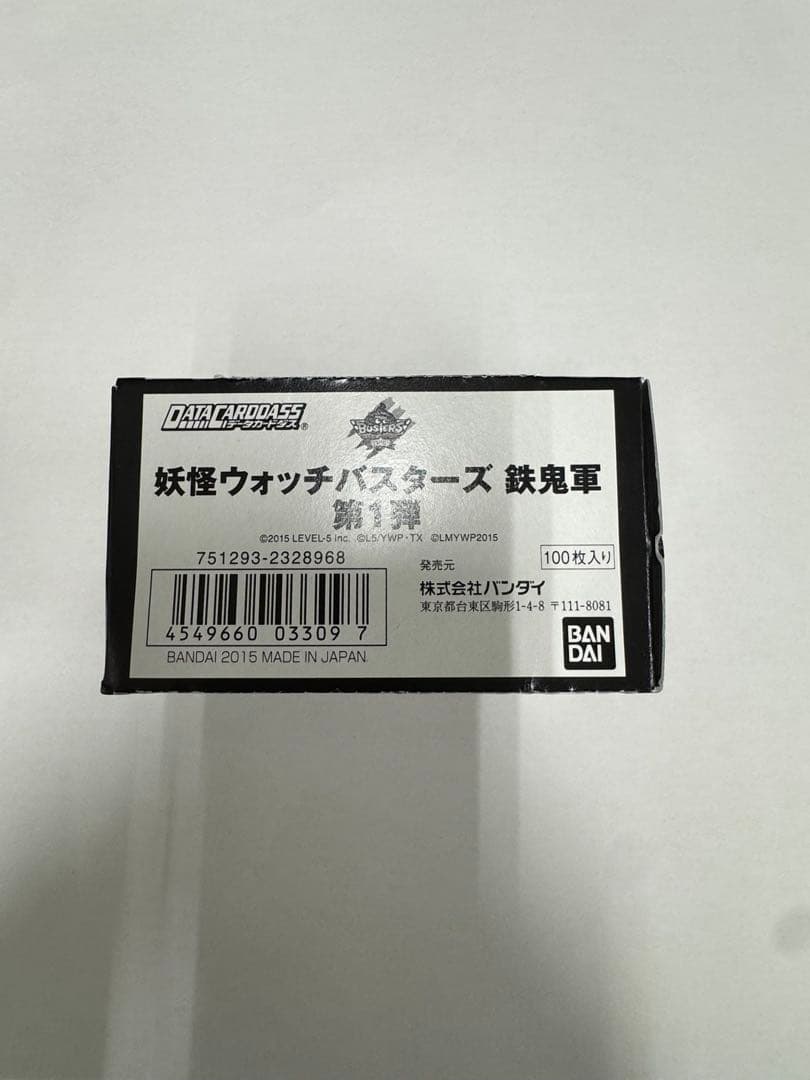 DATACARDDASS
データカードダス®
BUSTERS
妖怪ウォッチバスターズ 鉄鬼軍
第1弾
©2015 LEVEL-5 Inc. ©L5/YWP・TX ©LMYWP2015
751293-2328968
発売元
100枚入り
株式会社バンダイ
東京都台東区駒形1-4-8 〒111-8081
4549660 03309 7
BANDAI 2015 MADE IN JAPAN
BAN
DAI